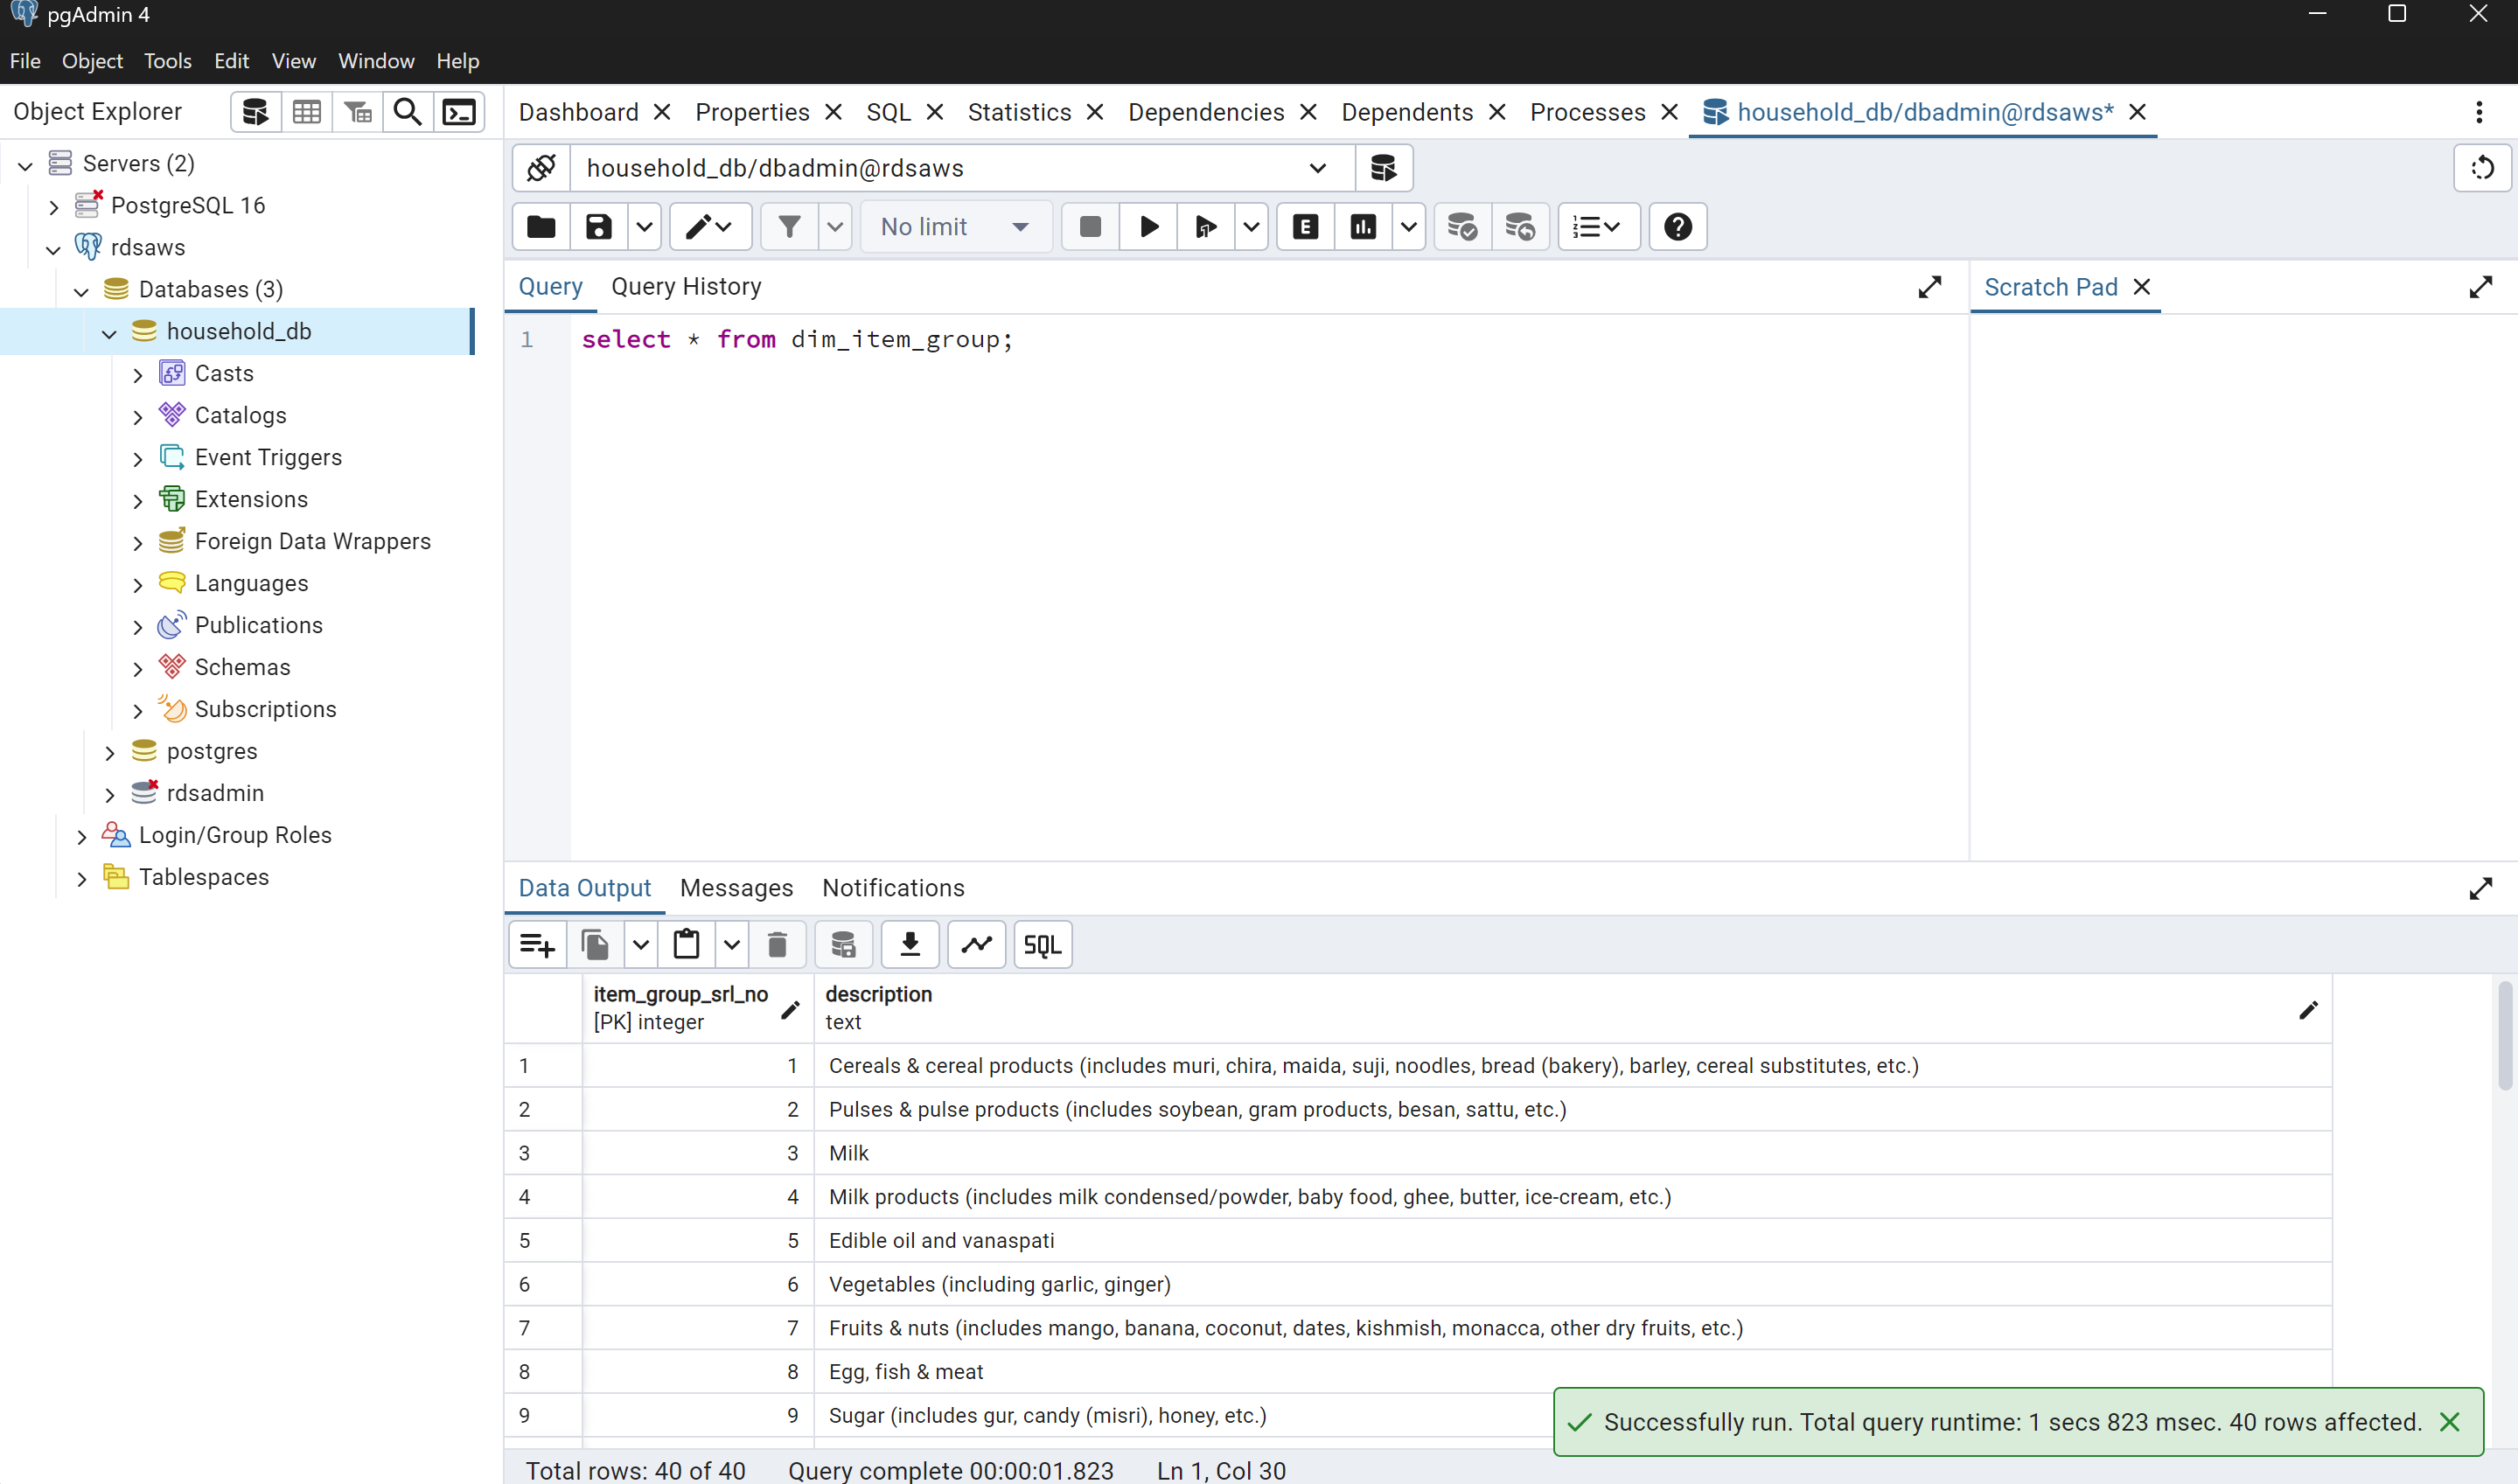 pgAdmin 4
File Object Tools Edit View Window Help
Object Explorer
Dashboard Properties SQL Statistics Dependencies Dependents Processes household_db/dbadmin@rdsaws*
Servers (2)
PostgreSQL 16
rdsaws
Databases (3)
household_db
Casts
Catalogs
Event Triggers
Extensions
Foreign Data Wrappers
Languages
Publications
Schemas
Subscriptions
postgres
rdsadmin
Login/Group Roles
Tablespaces
household_db/dbadmin@rdsaws
No limit
E
Query Query History
Scratch Pad
1 select * from dim_item_group;
Data Output Messages Notifications
SQL
item_group_srl_no description
[PK] integer text
1 1 Cereals & cereal products (includes muri, chira, maida, suji, noodles, bread (bakery), barley, cereal substitutes, etc.)
2 2 Pulses & pulse products (includes soybean, gram products, besan, sattu, etc.)
3 3 Milk
4 4 Milk products (includes milk condensed/powder, baby food, ghee, butter, ice-cream, etc.)
5 5 Edible oil and vanaspati
6 6 Vegetables (including garlic, ginger)
7 7 Fruits & nuts (includes mango, banana, coconut, dates, kishmish, monacca, other dry fruits, etc.)
8 8 Egg, fish & meat
9 9 Sugar (includes gur, candy (misri), honey, etc.)
Successfully run. Total query runtime: 1 secs 823 msec. 40 rows affected.
Total rows: 40 of 40 Query complete 00:00:01.823 Ln 1, Col 30